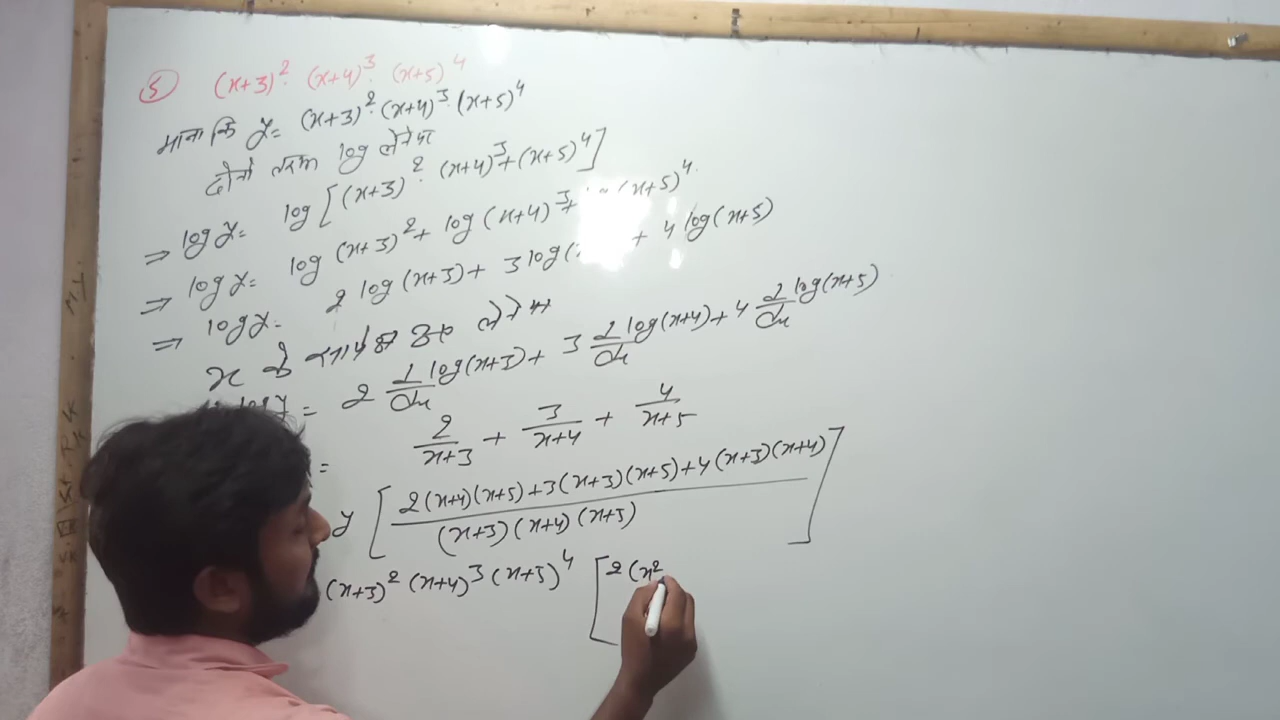 5 (x+3)². (x+4)³. (x+5)⁴
माना कि y= (x+3)².(x+4)³.(x+5)⁴
दोनों तरफ log लेने पर
⇒ log y= log [(x+3)². (x+4)³+(x+5)⁴]
⇒ log y= log (x+3)²+ log (x+4)³+ (x+5)⁴
⇒ log y= 2 log (x+3)+ 3 log( + 4 log(x+5)
x के सापेक्ष लेने पर
= 2 d/dx log(x+3)+ 3 d/dx log(x+4)+ 4 d/dx log(x+5)
= 2/(x+3) + 3/(x+4) + 4/(x+5)
y [2(x+4)(x+5)+3(x+3)(x+5)+4(x+3)(x+4) / (x+3)(x+4)(x+5)]
(x+3)² (x+4)³ (x+5)⁴ [2(x²